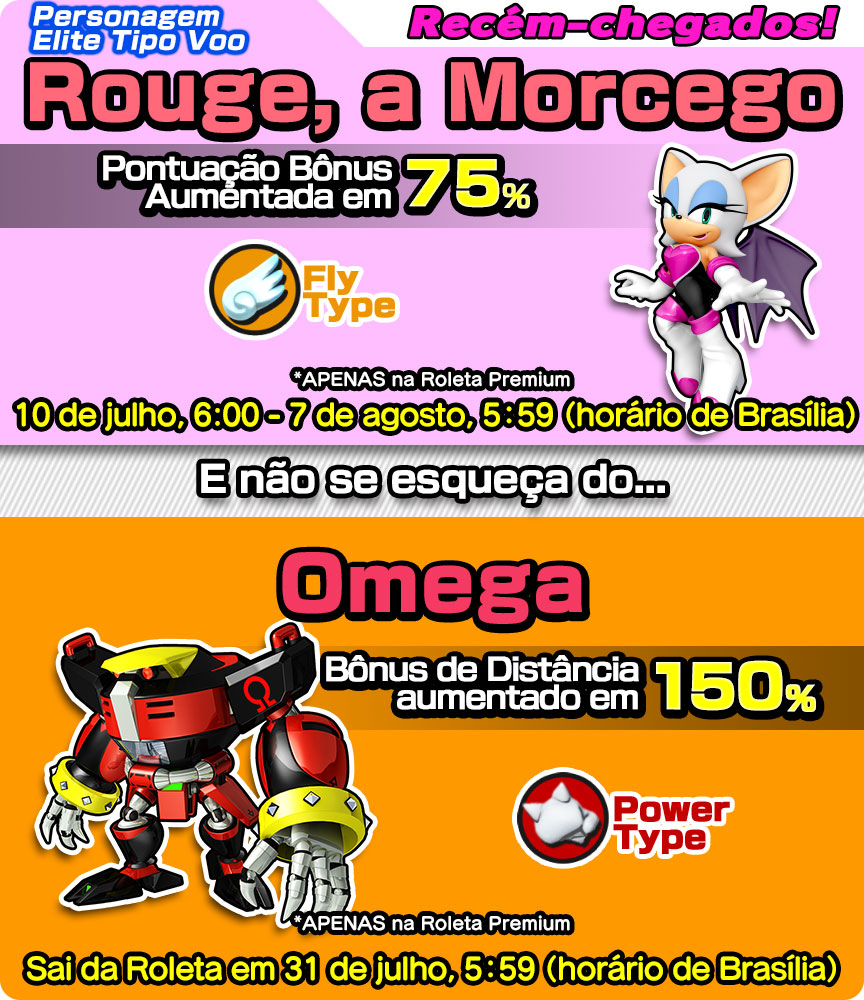 Personagem
Elite Tipo Voo
Recém-chegados!
Rouge, a Morcego
Pontuação Bônus
Aumentada em 75%
Fly
Type
*APENAS na Roleta Premium
10 de julho, 6:00 - 7 de agosto, 5:59 (horário de Brasília)
E não se esqueça do...
Omega
Bônus de Distância
aumentado em 150%
Ω
Power
Type
*APENAS na Roleta Premium
Sai da Roleta em 31 de julho, 5:59 (horário de Brasília)